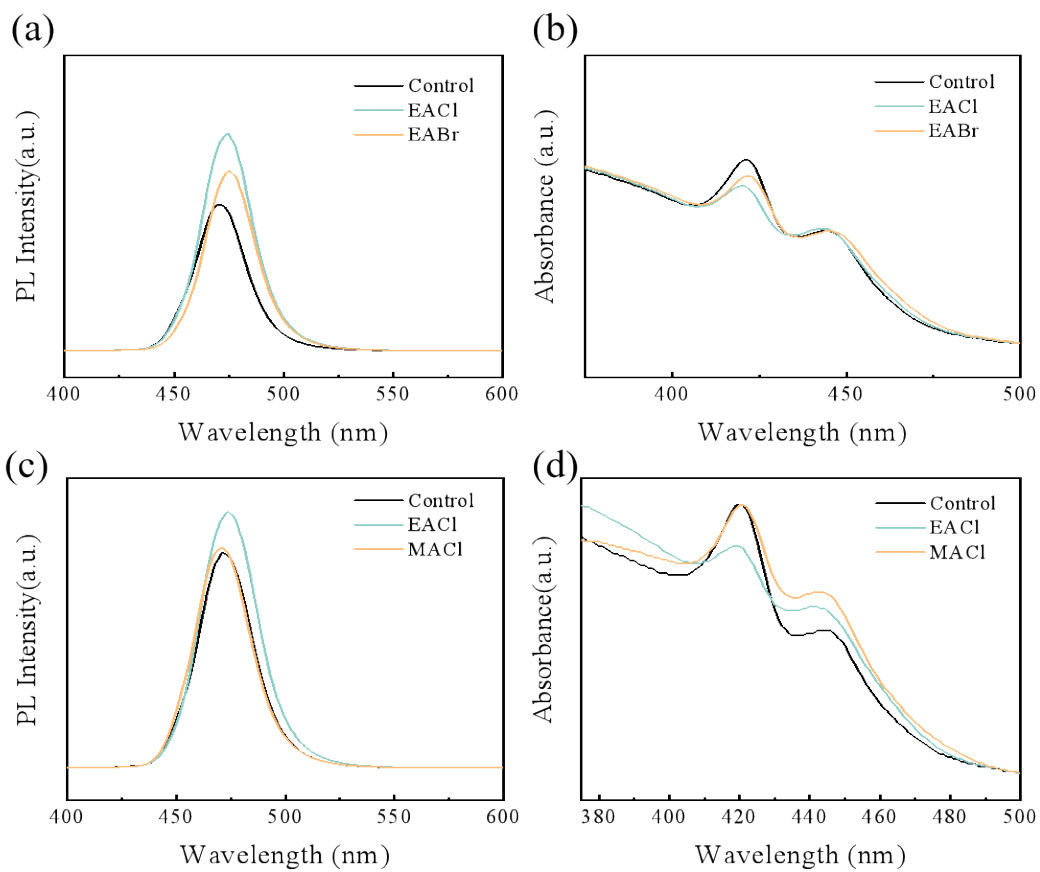 (a)
Control
EACl
EABr
PL Intensity(a.u.)
400 450 500 550 600
Wavelength (nm)
(b)
Control
EACl
EABr
Absorbance (a.u.)
400 450 500
Wavelength (nm)
(c)
Control
EACl
MACl
PL Intensity(a.u.)
400 450 500 550 600
Wavelength (nm)
(d)
Control
EACl
MACl
Absorbance(a.u.)
380 400 420 440 460 480 500
Wavelength (nm)